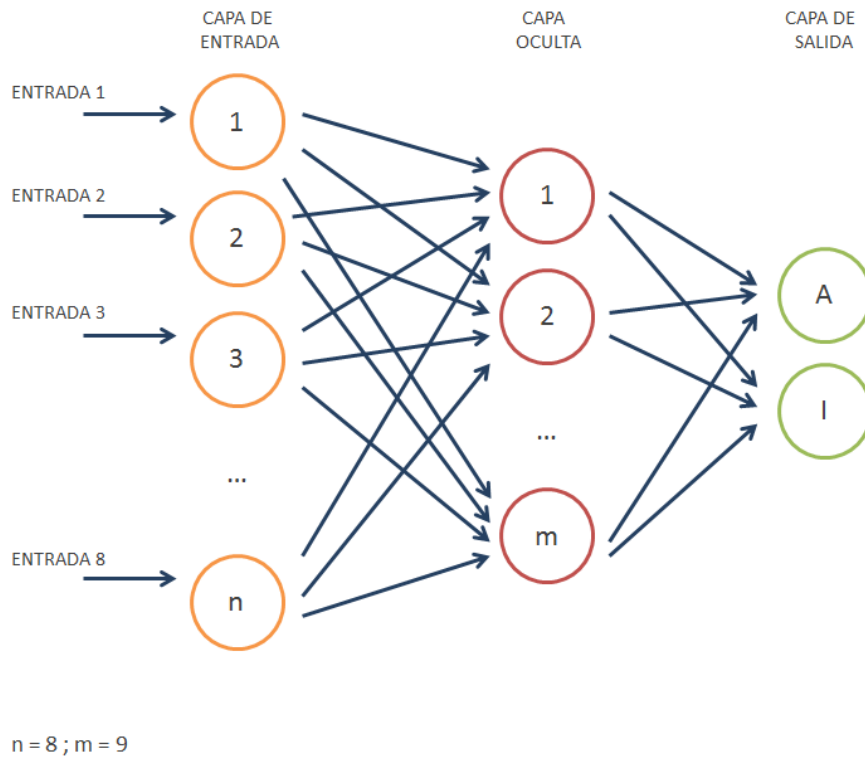 CAPA DE
ENTRADA
CAPA
OCULTA
CAPA DE
SALIDA
ENTRADA 1
1
ENTRADA 2
2
ENTRADA 3
3
...
ENTRADA 8
n
1
2
...
m
A
I
n = 8 ; m = 9